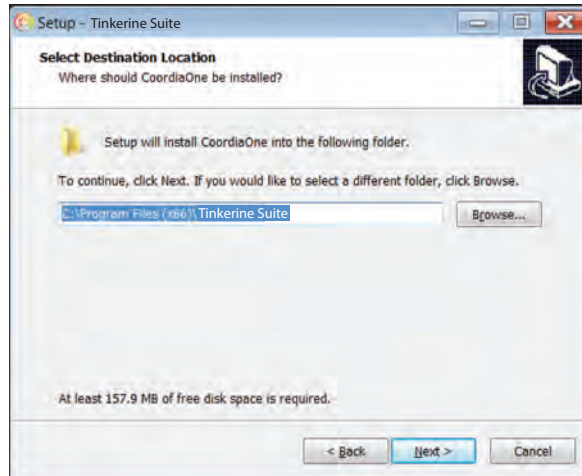 Setup - Tinkerine Suite
Select Destination Location
Where should CoordiaOne be installed?
Setup will install CoordiaOne into the following folder.
To continue, click Next. If you would like to select a different folder, click Browse.
C:\Program Files (x86)\Tinkerine Suite
Browse...
At least 157.9 MB of free disk space is required.
< Back
Next >
Cancel